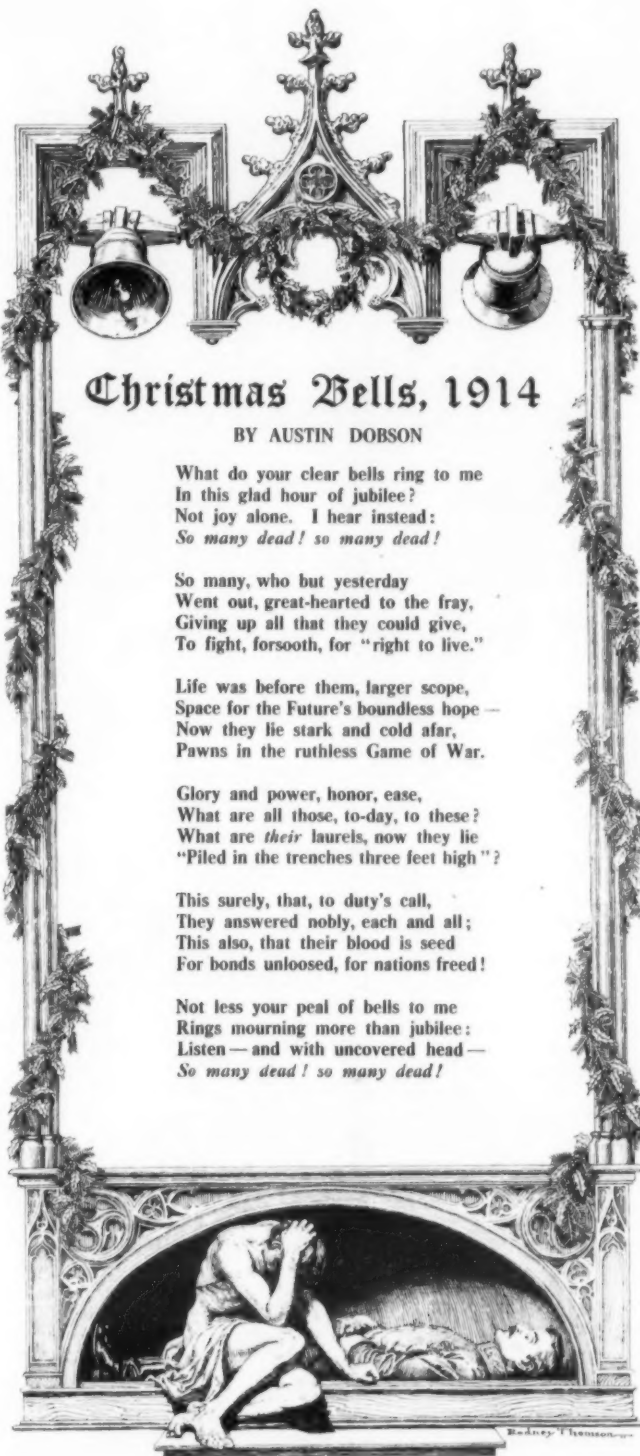 Christmas Bells, 1914
BY AUSTIN DOBSON
What do your clear bells ring to me
In this glad hour of jubilee?
Not joy alone. I hear instead:
So many dead! so many dead!
So many, who but yesterday
Went out, great-hearted to the fray,
Giving up all that they could give,
To fight, forsooth, for “right to live.”
Life was before them, larger scope,
Space for the Future's boundless hope—
Now they lie stark and cold afar,
Pawns in the ruthless Game of War.
Glory and power, honor, ease,
What are all those, to-day, to these?
What are their laurels, now they lie
“Piled in the trenches three feet high”?
This surely, that, to duty's call,
They answered nobly, each and all;
This also, that their blood is seed
For bonds unloosed, for nations freed!
Not less your peal of bells to me
Rings mourning more than jubilee:
Listen—and with uncovered head—
So many dead! so many dead!
Rodney Thomson